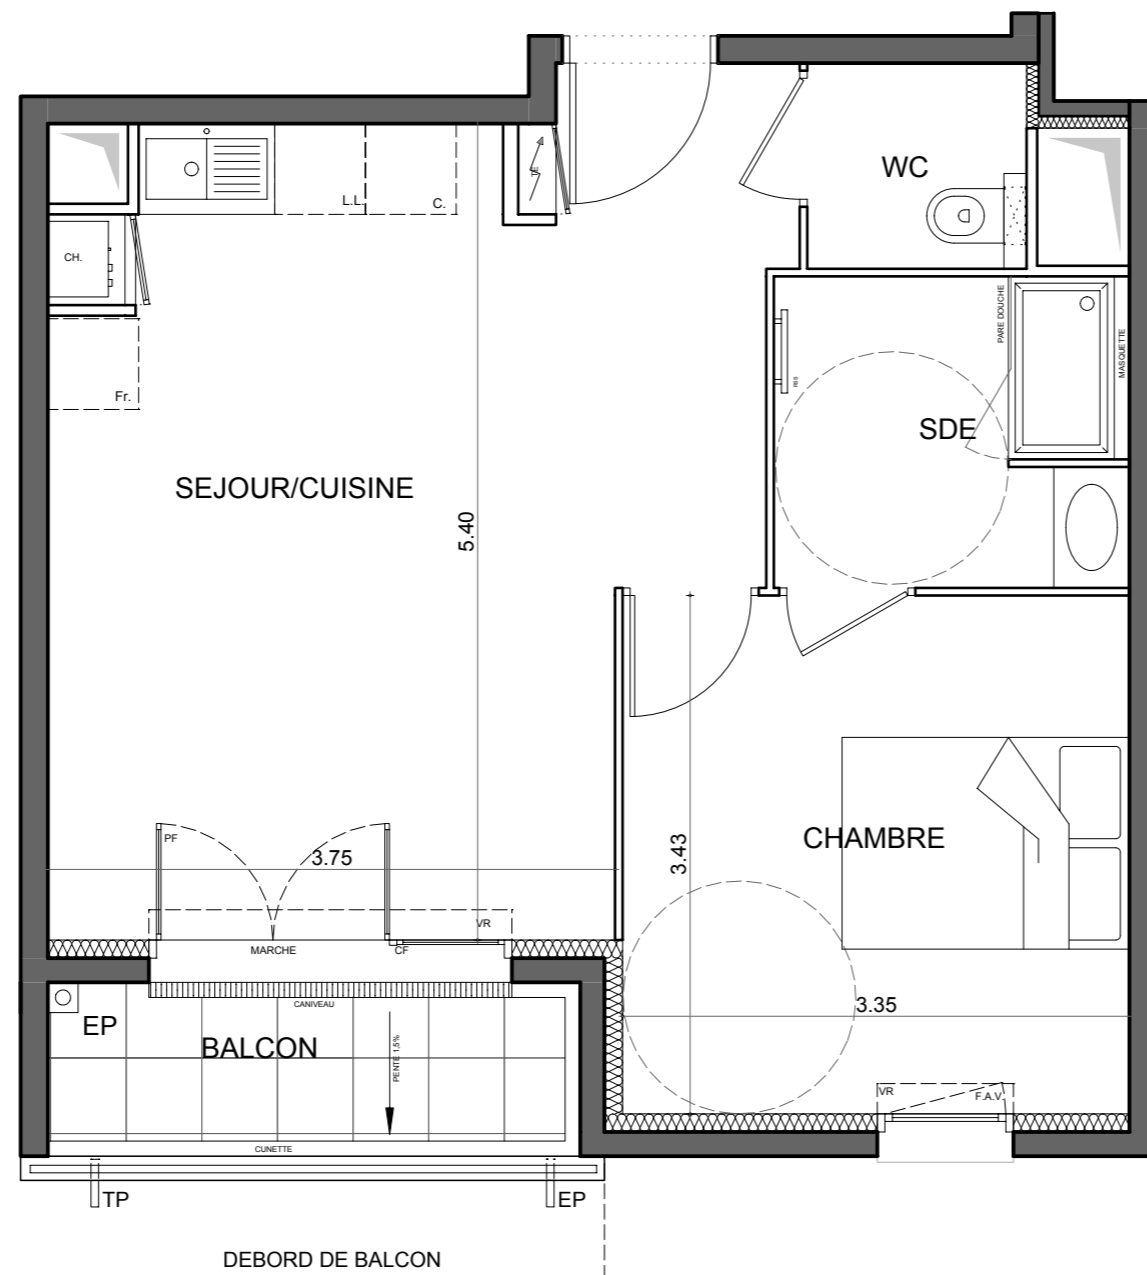 WC
TE
L.L.
C.
CH.
PARE DOUCHE
MASQUETTE
Fr.
SDE
SEJOUR/CUISINE
5.40
PF
3.75
3.43
CHAMBRE
VR
MARCHE
CF
CANIVEAU
EP
BALCON
PENTE 1,5%
3.35
VR
F.A.V.
CUNETTE
TP
EP
DEBORD DE BALCON